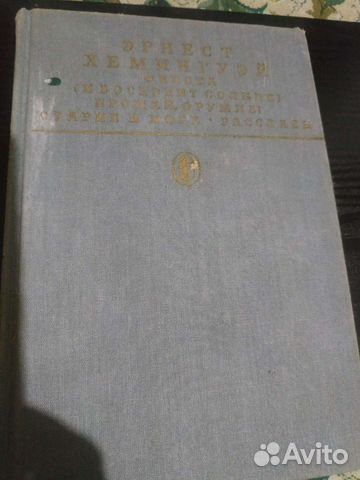 ЭРНЕСТ
ХЕМИНГУЭЙ
ФИЕСТА
(И ВОСХОДИТ СОЛНЦЕ)
ПРОЩАЙ, ОРУЖИЕ!
СТАРИК И МОРЕ · РАССКАЗЫ
Avito